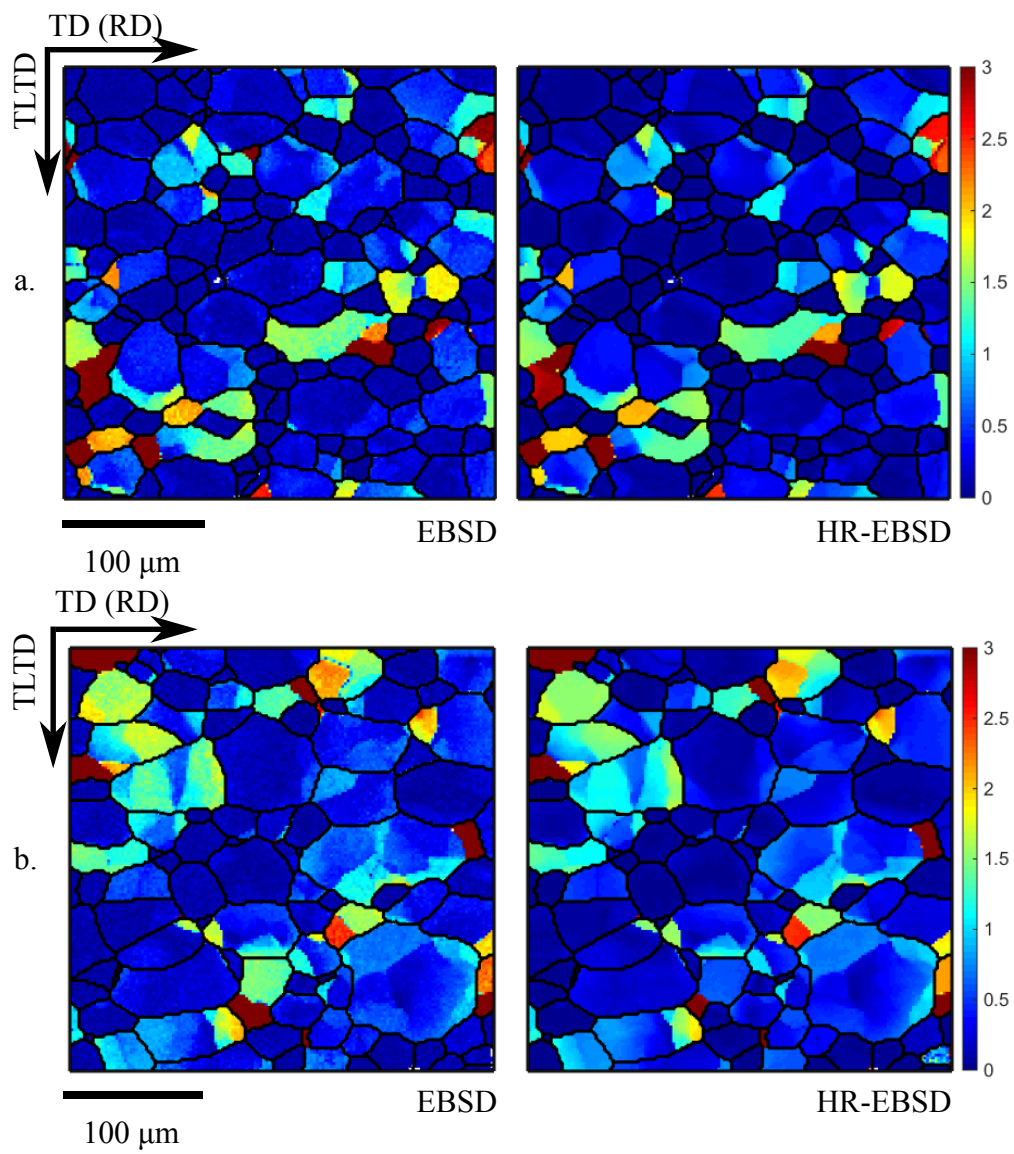 TD (RD)
TLTD
a.
3
2.5
2
1.5
1
0.5
0
EBSD
HR-EBSD
100 μm
TD (RD)
TLTD
b.
3
2.5
2
1.5
1
0.5
0
EBSD
HR-EBSD
100 μm